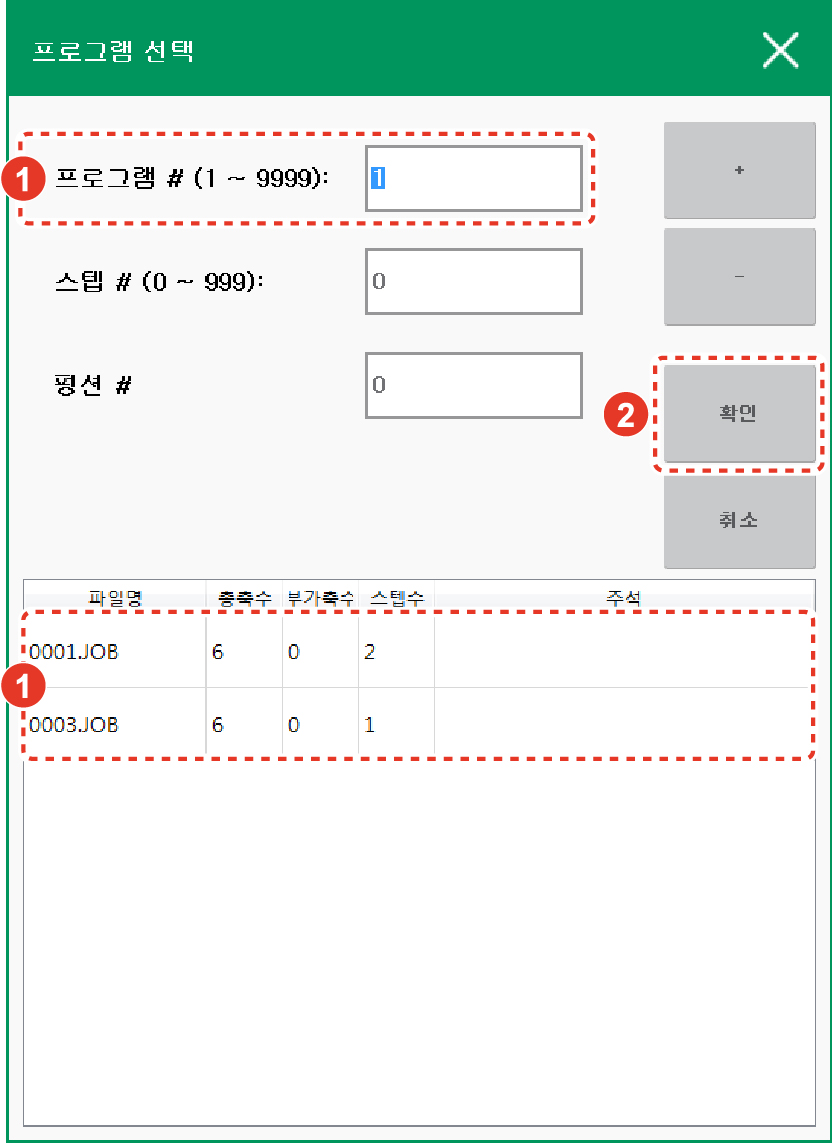 프로그램 선택
1 프로그램 # (1 ~ 9999): 1 +
스텝 # (0 ~ 999): 0 -
펑션 # 0
2 확인
취소
파일명 총축수 부가축수 스텝수 주석
0001.JOB 6 0 2
1
0003.JOB 6 0 1